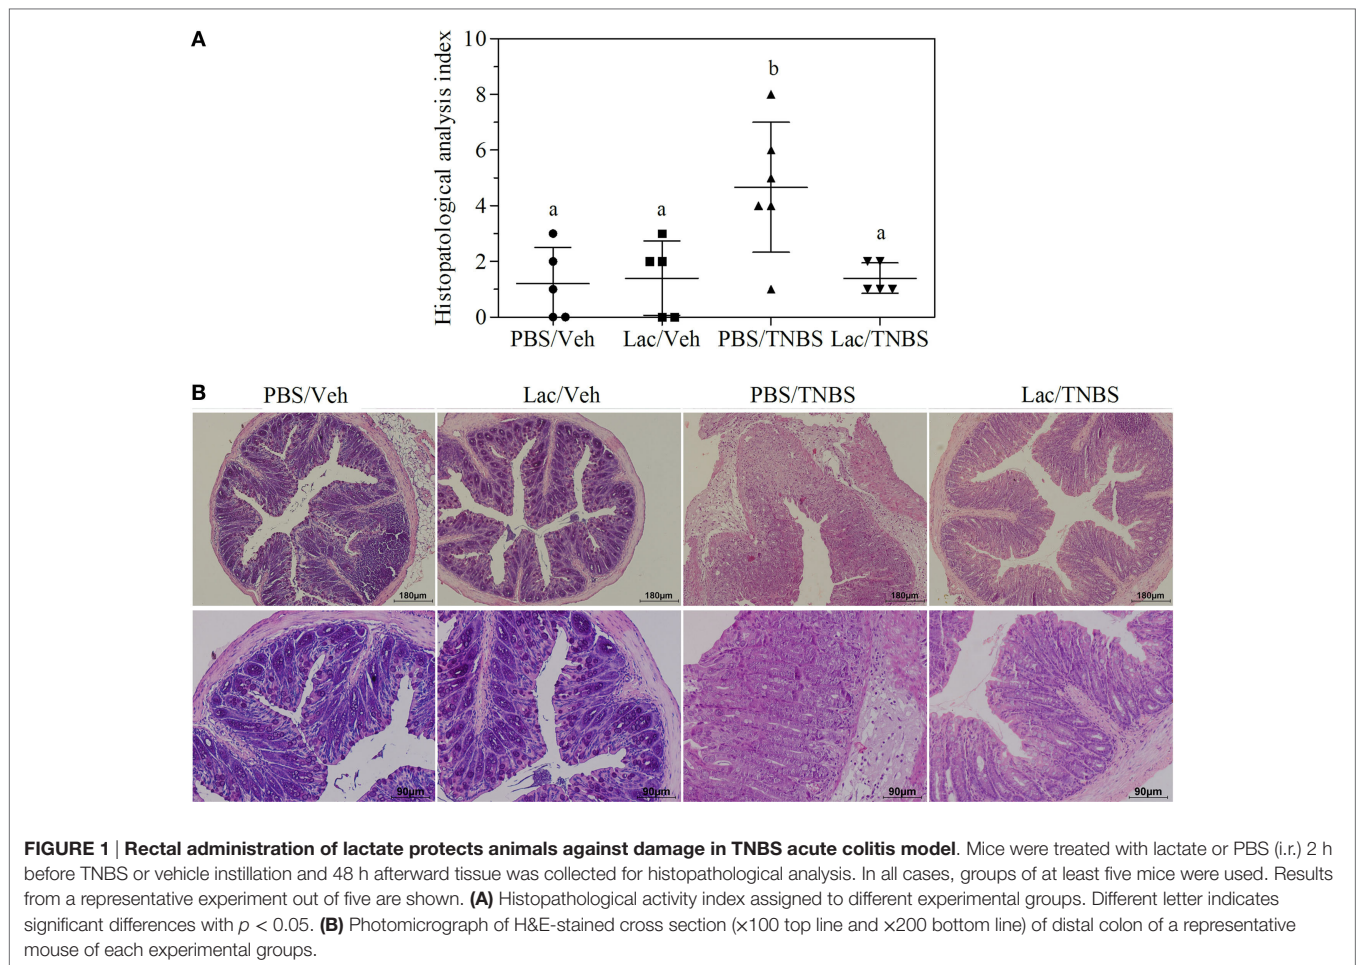 A
Histopatological analysis index
10
8
6
4
2
0
a
a
b
a
PBS/Veh Lac/Veh PBS/TNBS Lac/TNBS
B
PBS/Veh Lac/Veh PBS/TNBS Lac/TNBS
180µm 180µm 180µm 180µm
90µm 90µm 90µm 90µm
FIGURE 1 | Rectal administration of lactate protects animals against damage in TNBS acute colitis model. Mice were treated with lactate or PBS (i.r.) 2 h
before TNBS or vehicle instillation and 48 h afterward tissue was collected for histopathological analysis. In all cases, groups of at least five mice were used. Results
from a representative experiment out of five are shown. (A) Histopathological activity index assigned to different experimental groups. Different letter indicates
significant differences with p < 0.05. (B) Photomicrograph of H&E-stained cross section (×100 top line and ×200 bottom line) of distal colon of a representative
mouse of each experimental groups.